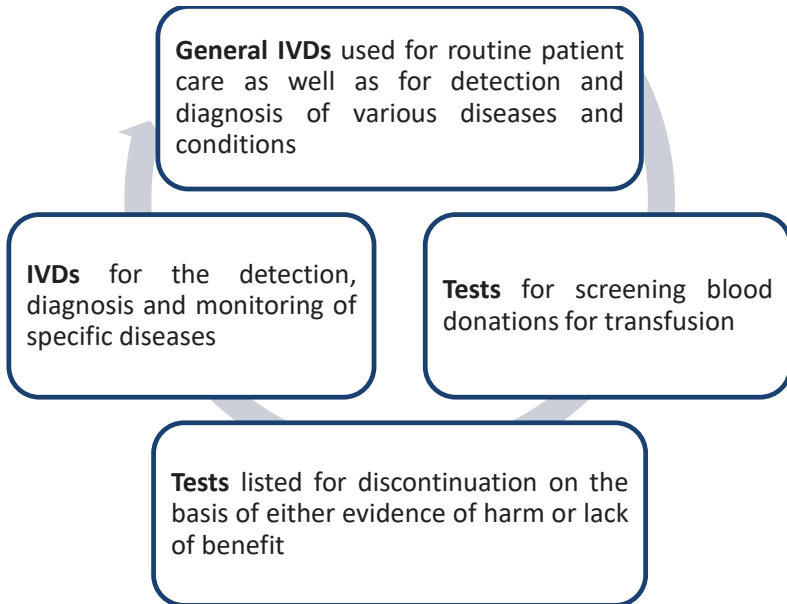 General IVDs used for routine patient
care as well as for detection and
diagnosis of various diseases and
conditions
IVDs for the detection,
diagnosis and monitoring of
specific diseases
Tests for screening blood
donations for transfusion
Tests listed for discontinuation on the
basis of either evidence of harm or lack
of benefit